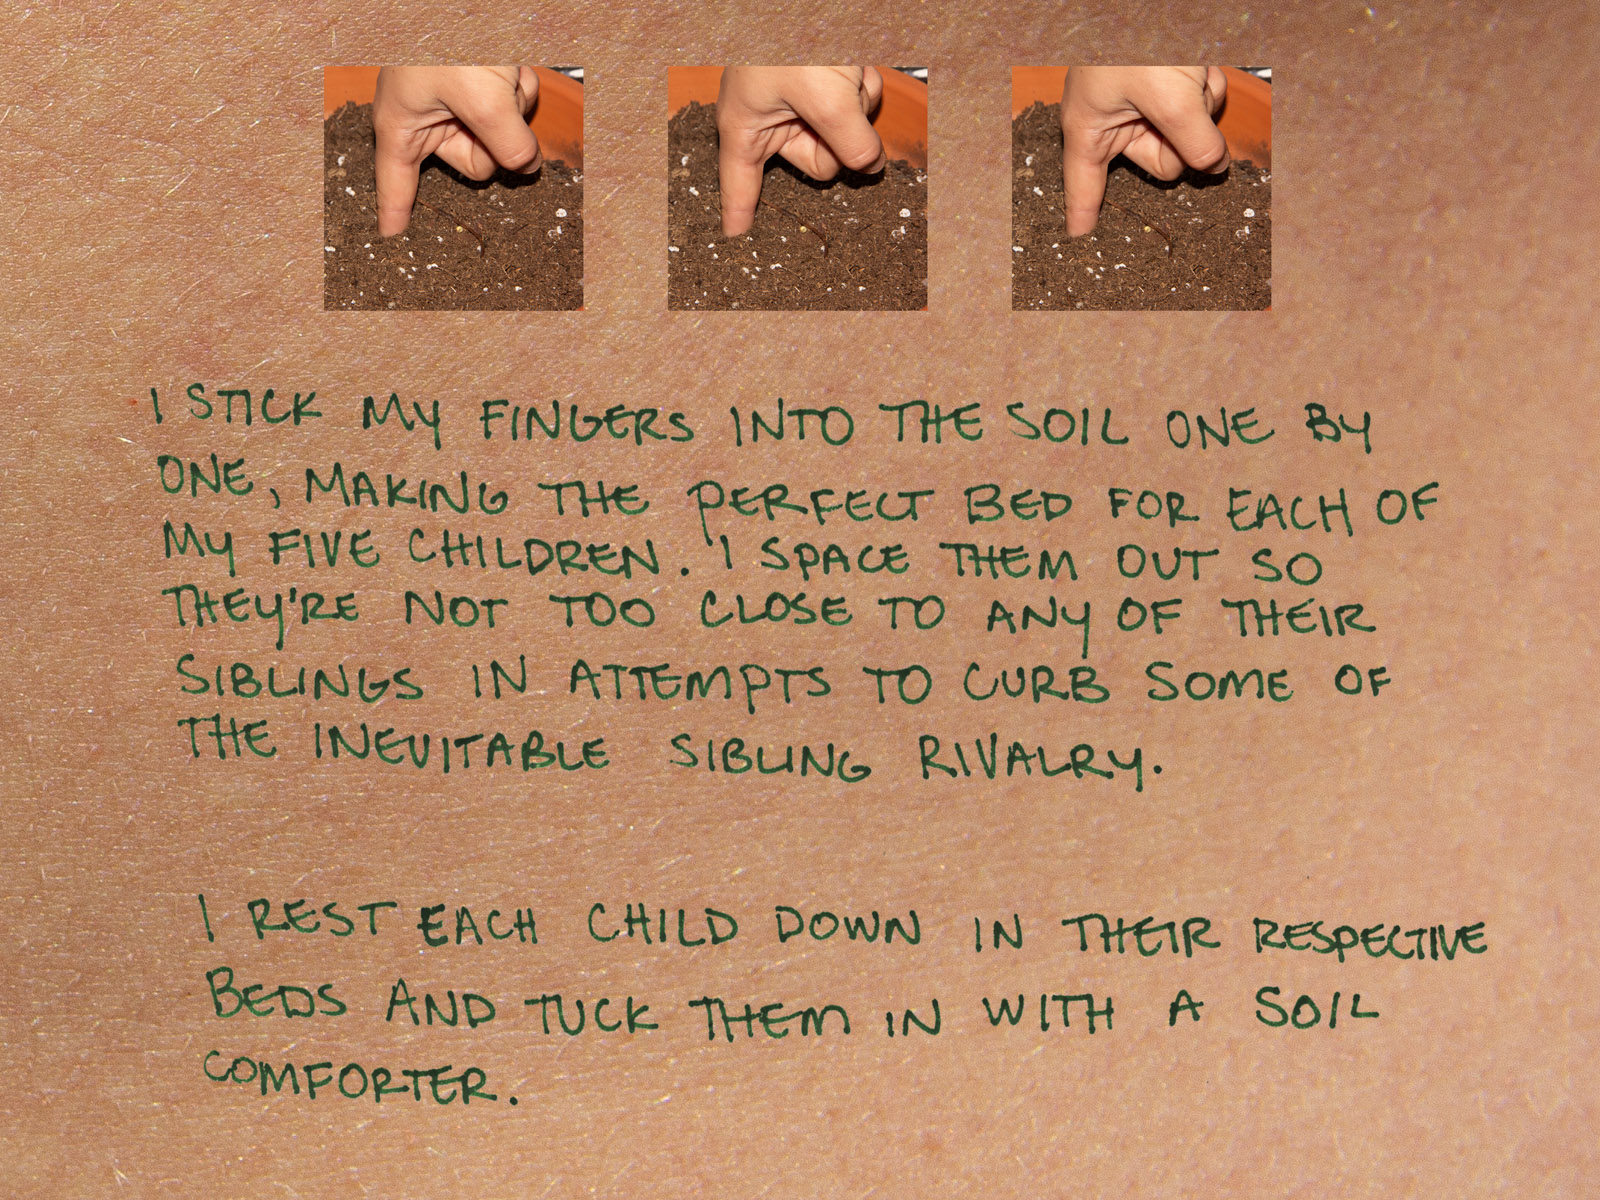 I STICK MY FINGERS INTO THE SOIL ONE BY
ONE, MAKING THE PERFECT BED FOR EACH OF
MY FIVE CHILDREN. I SPACE THEM OUT SO
THEY'RE NOT TOO CLOSE TO ANY OF THEIR
SIBLINGS IN ATTEMPTS TO CURB SOME OF
THE INEVITABLE SIBLING RIVALRY.
I REST EACH CHILD DOWN IN THEIR RESPECTIVE
BEDS AND TUCK THEM IN WITH A SOIL
COMFORTER.